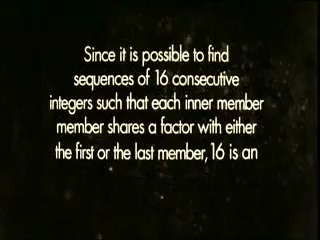 Since it is possible to find
sequences of 16 consecutive
integers such that each inner member
member shares a factor with either
the first or the last member, 16 is an